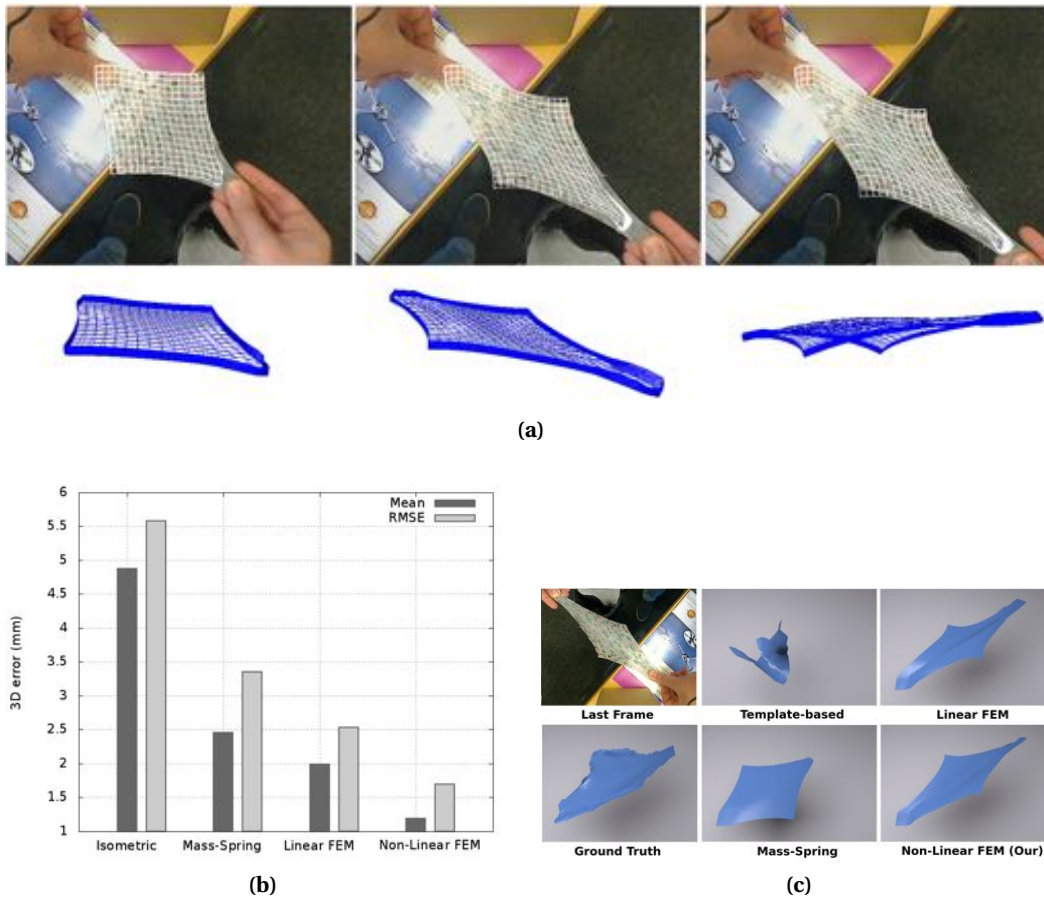 (a)
6
5.5
5
4.5
4
3.5
3
2.5
2
1.5
1
3D error (mm)
Mean
RMSE
Isometric
Mass-Spring
Linear FEM
Non-Linear FEM
(b)
Last Frame
Template-based
Linear FEM
Ground Truth
Mass-Spring
Non-Linear FEM (Our)
(c)